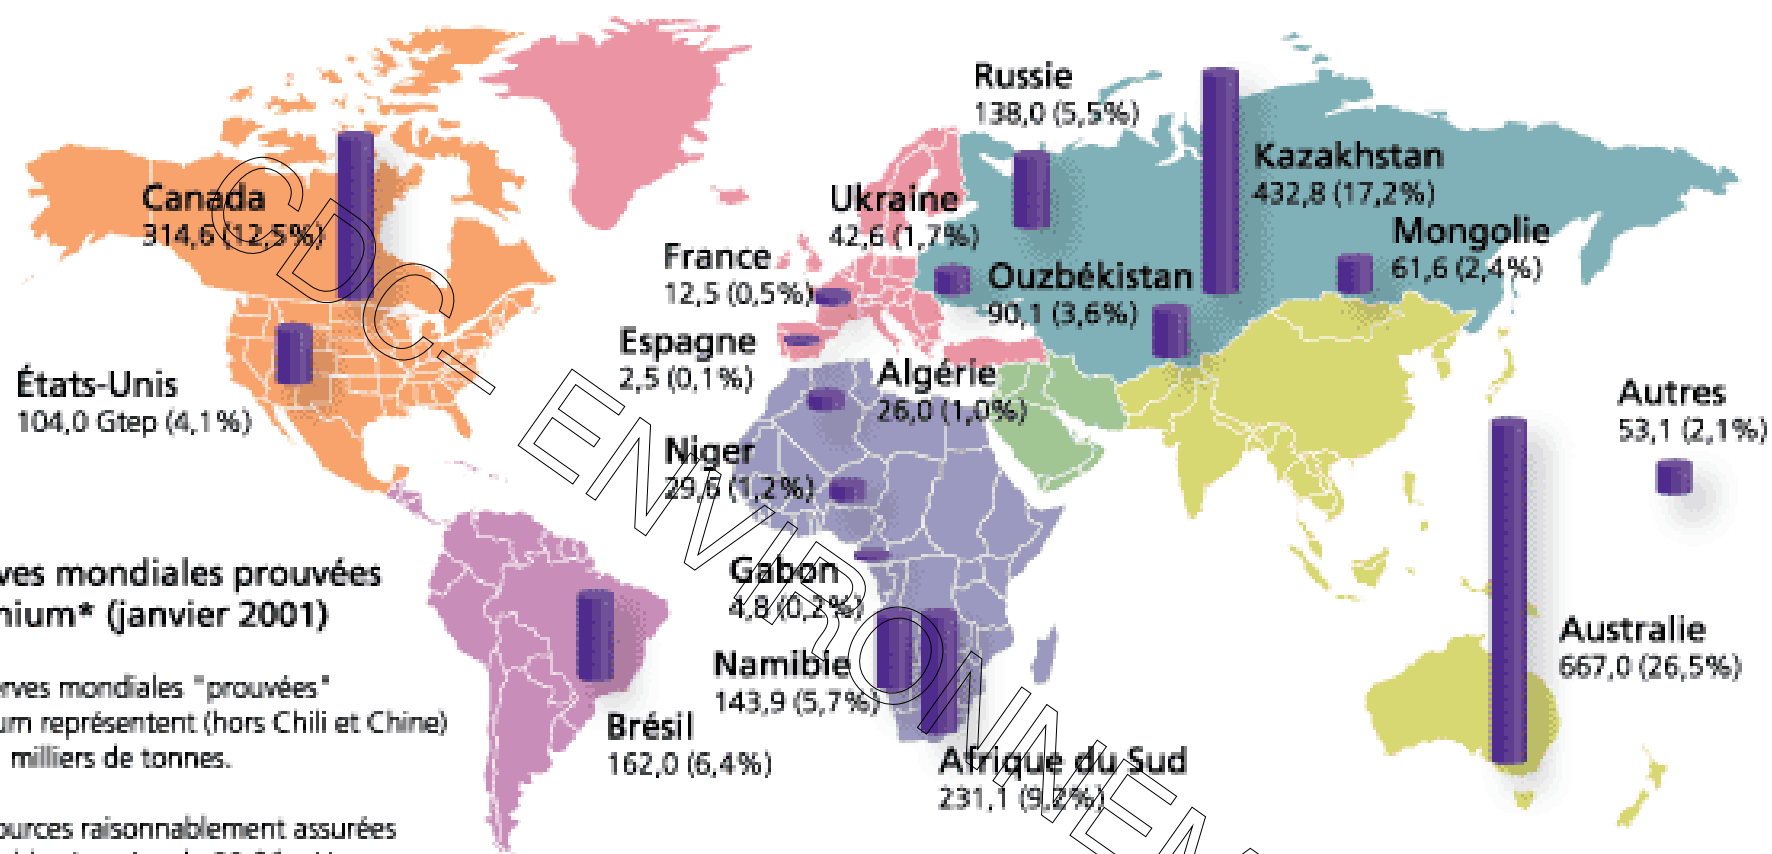 Russie
138,0 (5,5%)
Kazakhstan
432,8 (17,2%)
Canada
314,6 (12,5%)
Ukraine
42,6 (1,7%)
Mongolie
61,6 (2,4%)
France
12,5 (0,5%)
Ouzbékistan
90,1 (3,6%)
Espagne
2,5 (0,1%)
États-Unis
104,0 Gtep (4,1%)
Algérie
26,0 (1,0%)
Autres
53,1 (2,1%)
Niger
29,6 (1,2%)
Gabon
4,8 (0,2%)
Namibie
143,9 (5,7%)
Australie
667,0 (26,5%)
Brésil
162,0 (6,4%)
Afrique du Sud
231,1 (9,2%)
ves mondiales prouvées
nium* (janvier 2001)
rves mondiales "prouvées"
um représentent (hors Chili et Chine)
milliers de tonnes.
ources raisonnablement assurées
CDC - ENVIRONNEM